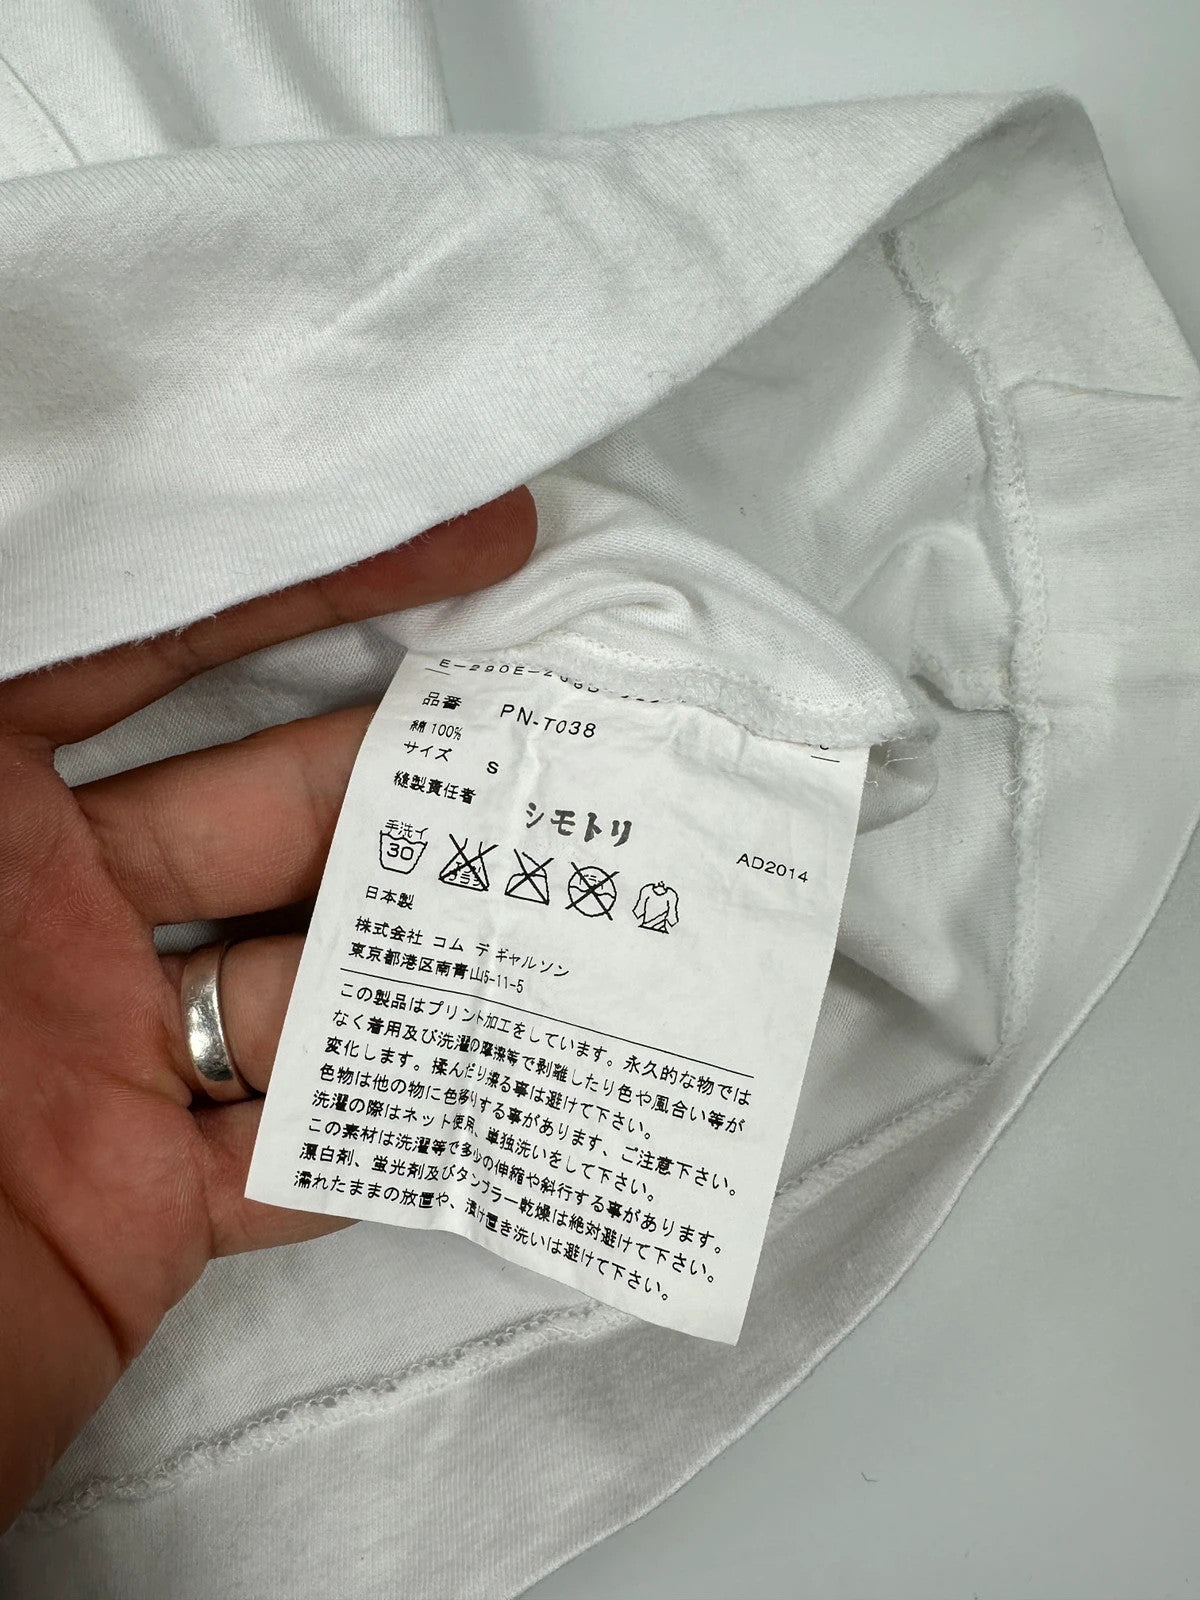 E-290E-
品番 PN-T038
綿 100%
サイズ S
縫製責任者
シモトリ
AD2014
手洗イ
30
エンソ
サラシ
ドライ
日本製
株式会社 コム デ ギャルソン
東京都港区南青山5-11-5
この製品はプリント加工をしています。永久的な物では
なく着用及び洗濯の摩擦等で剥離したり色や風合い等が
変化します。揉んだり擦る事は避けて下さい。
色物は他の物に色移りする事があります、ご注意下さい。
洗濯の際はネット使用、単独洗いをして下さい。
この素材は洗濯等で多少の伸縮や斜行する事があります。
漂白剤、蛍光剤及びタンブラー乾燥は絶対避けて下さい。
濡れたままの放置や、漬け置き洗いは避けて下さい。